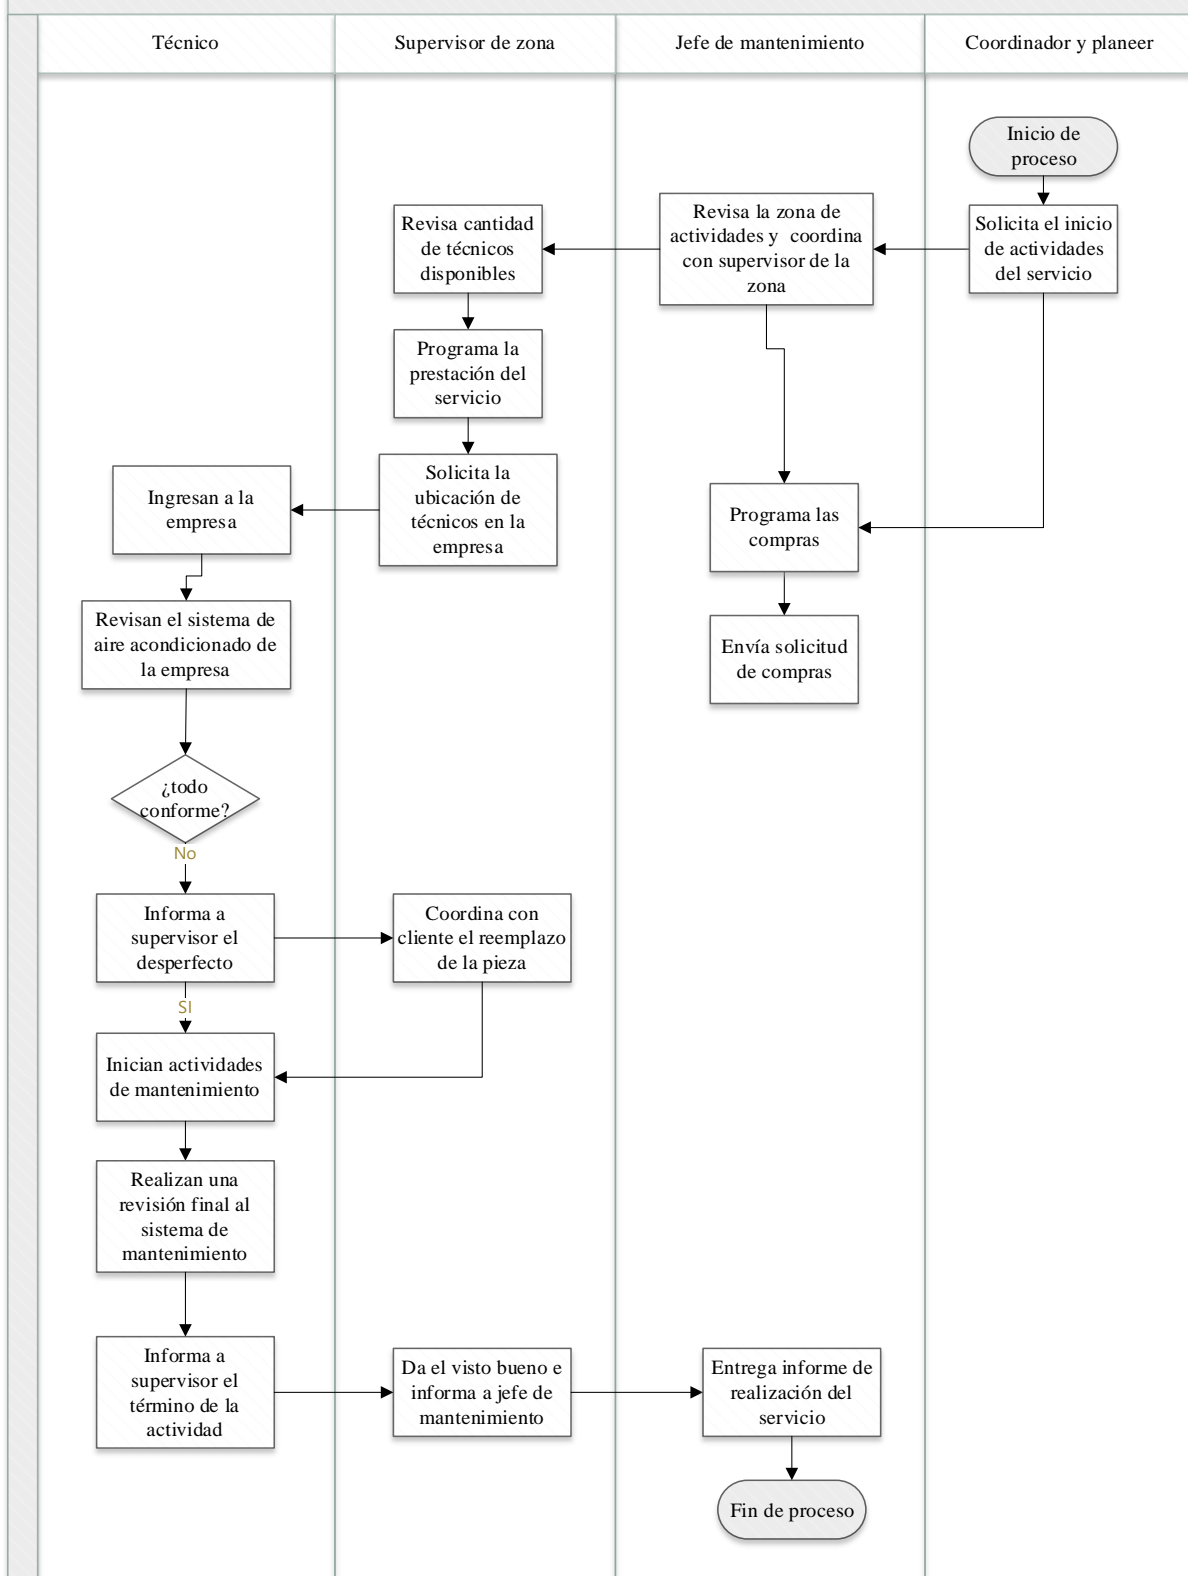 Técnico
Supervisor de zona
Jefe de mantenimiento
Coordinador y planeer
Inicio de
proceso
Solicita el inicio
de actividades
del servicio
Revisa la zona de
actividades y  coordina
con supervisor de la
zona
Revisa cantidad
de técnicos
disponibles
Programa la
prestación del
servicio
Solicita la
ubicación de
técnicos en la
empresa
Ingresan a la
empresa
Programa las
compras
Envía solicitud
de compras
Revisan el sistema de
aire acondicionado de
la empresa
¿todo
conforme?
No
Informa a
supervisor el
desperfecto
Coordina con
cliente el reemplazo
de la pieza
SI
Inician actividades
de mantenimiento
Realizan una
revisión final al
sistema de
mantenimiento
Informa a
supervisor el
término de la
actividad
Da el visto bueno e
informa a jefe de
mantenimiento
Entrega informe de
realización del
servicio
Fin de proceso